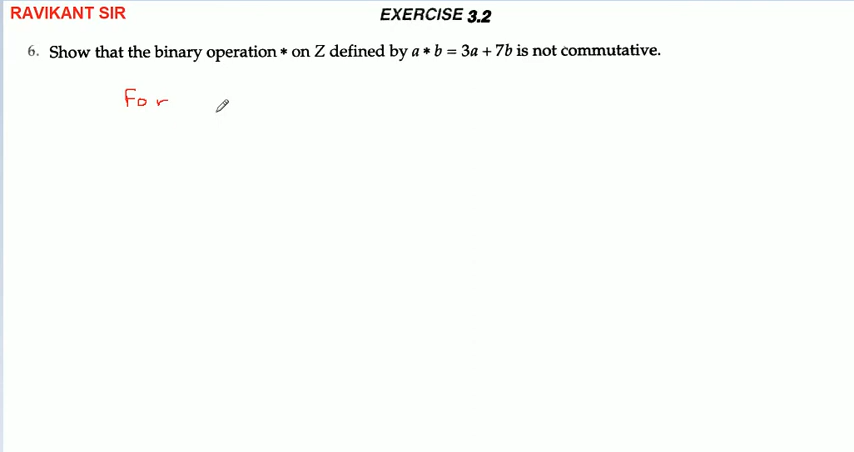 RAVIKANT SIR
EXERCISE 3.2
6. Show that the binary operation * on Z defined by a * b = 3a + 7b is not commutative.
For